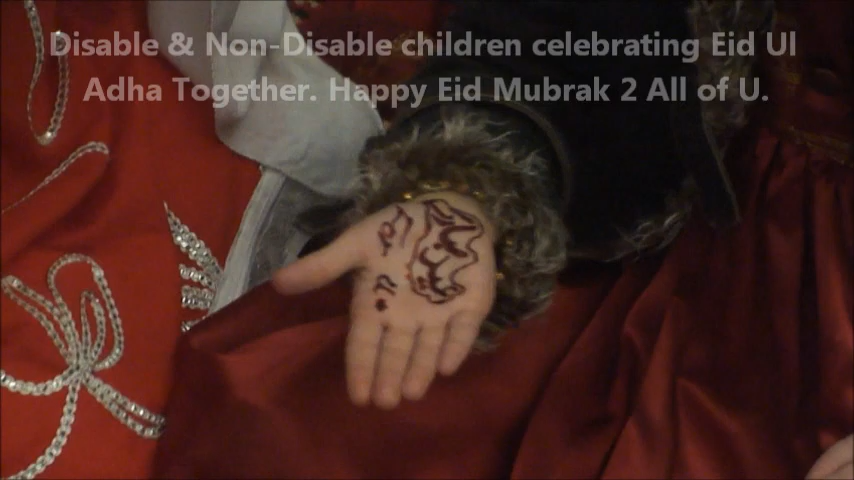 Disable & Non-Disable children celebrating Eid Ul
Adha Together. Happy Eid Mubrak 2 All of U.